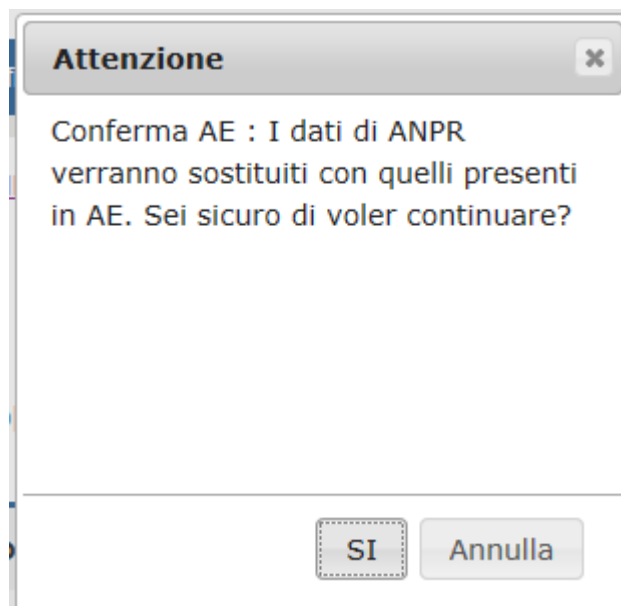 Attenzione
Conferma AE : I dati di ANPR
verranno sostituiti con quelli presenti
in AE. Sei sicuro di voler continuare?
SI Annulla